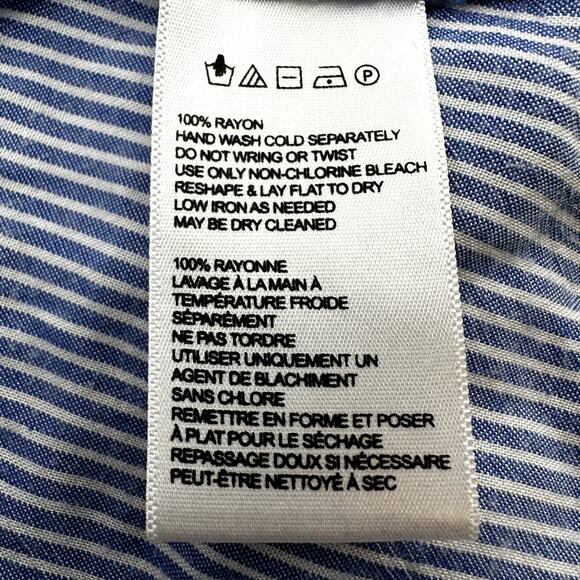 P
100% RAYON
HAND WASH COLD SEPARATELY
DO NOT WRING OR TWIST
USE ONLY NON-CHLORINE BLEACH
RESHAPE & LAY FLAT TO DRY
LOW IRON AS NEEDED
MAY BE DRY CLEANED
100% RAYONNE
LAVAGE À LA MAIN À
TEMPÉRATURE FROIDE
SÉPARÉMENT
NE PAS TORDRE
UTILISER UNIQUEMENT UN
AGENT DE BLACHIMENT
SANS CHLORE
REMETTRE EN FORME ET POSER
À PLAT POUR LE SÉCHAGE
REPASSAGE DOUX SI NÉCESSAIRE
PEUT-ÊTRE NETTOYÉ À SEC